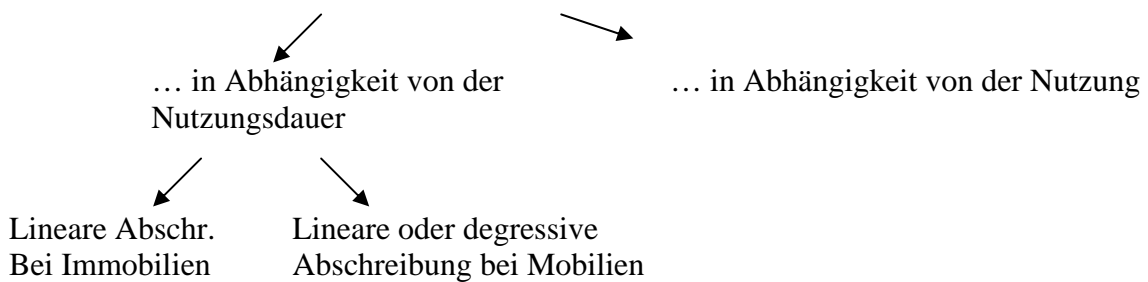 … in Abhängigkeit von der
Nutzungsdauer
… in Abhängigkeit von der Nutzung
Lineare Abschr.
Bei Immobilien
Lineare oder degressive
Abschreibung bei Mobilien